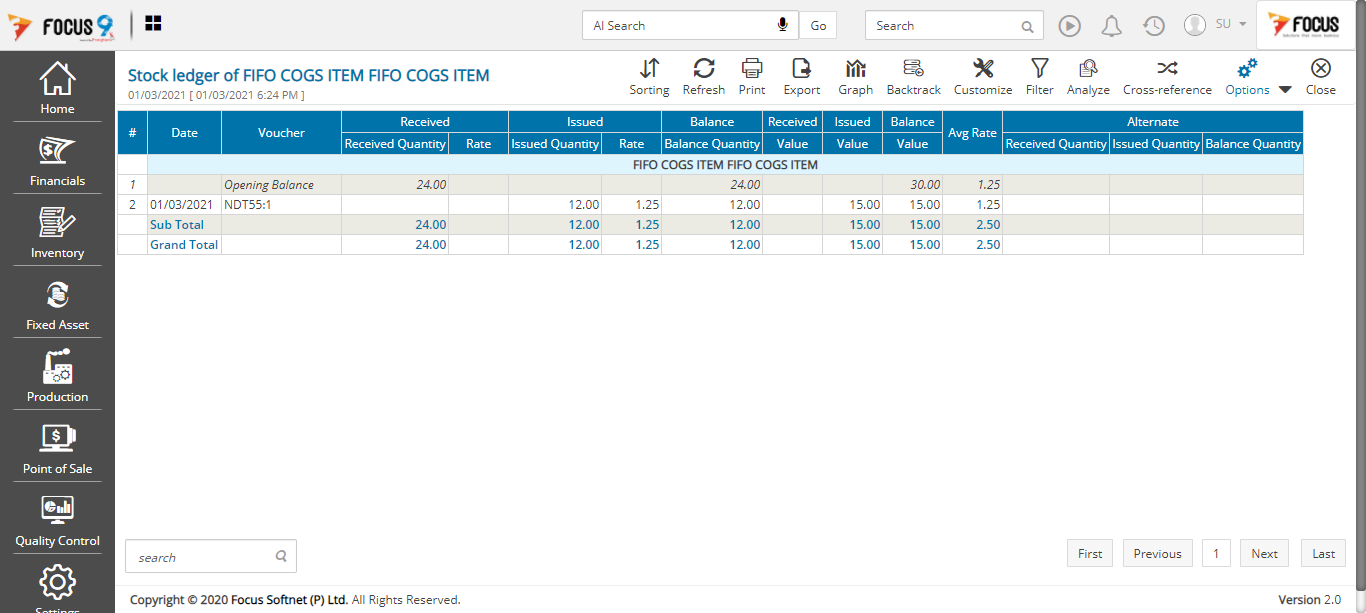 FOCUS 9
AI Search Go Search SU FOCUS
Home
Financials
Inventory
Fixed Asset
Production
Point of Sale
Quality Control
Settings
Stock ledger of FIFO COGS ITEM FIFO COGS ITEM
01/03/2021 [ 01/03/2021 6:24 PM ]
Sorting Refresh Print Export Graph Backtrack Customize Filter Analyze Cross-reference Options Close
# Date Voucher Received Issued Balance Received Issued Balance Avg Rate Alternate
Received Quantity Rate Issued Quantity Rate Balance Quantity Value Value Value Received Quantity Issued Quantity Balance Quantity
FIFO COGS ITEM FIFO COGS ITEM
1 Opening Balance 24.00 24.00 30.00 1.25
2 01/03/2021 NDT55:1 12.00 1.25 12.00 15.00 15.00 1.25
Sub Total 24.00 12.00 1.25 12.00 15.00 15.00 2.50
Grand Total 24.00 12.00 1.25 12.00 15.00 15.00 2.50
search First Previous 1 Next Last
Copyright © 2020 Focus Softnet (P) Ltd. All Rights Reserved. Version 2.0